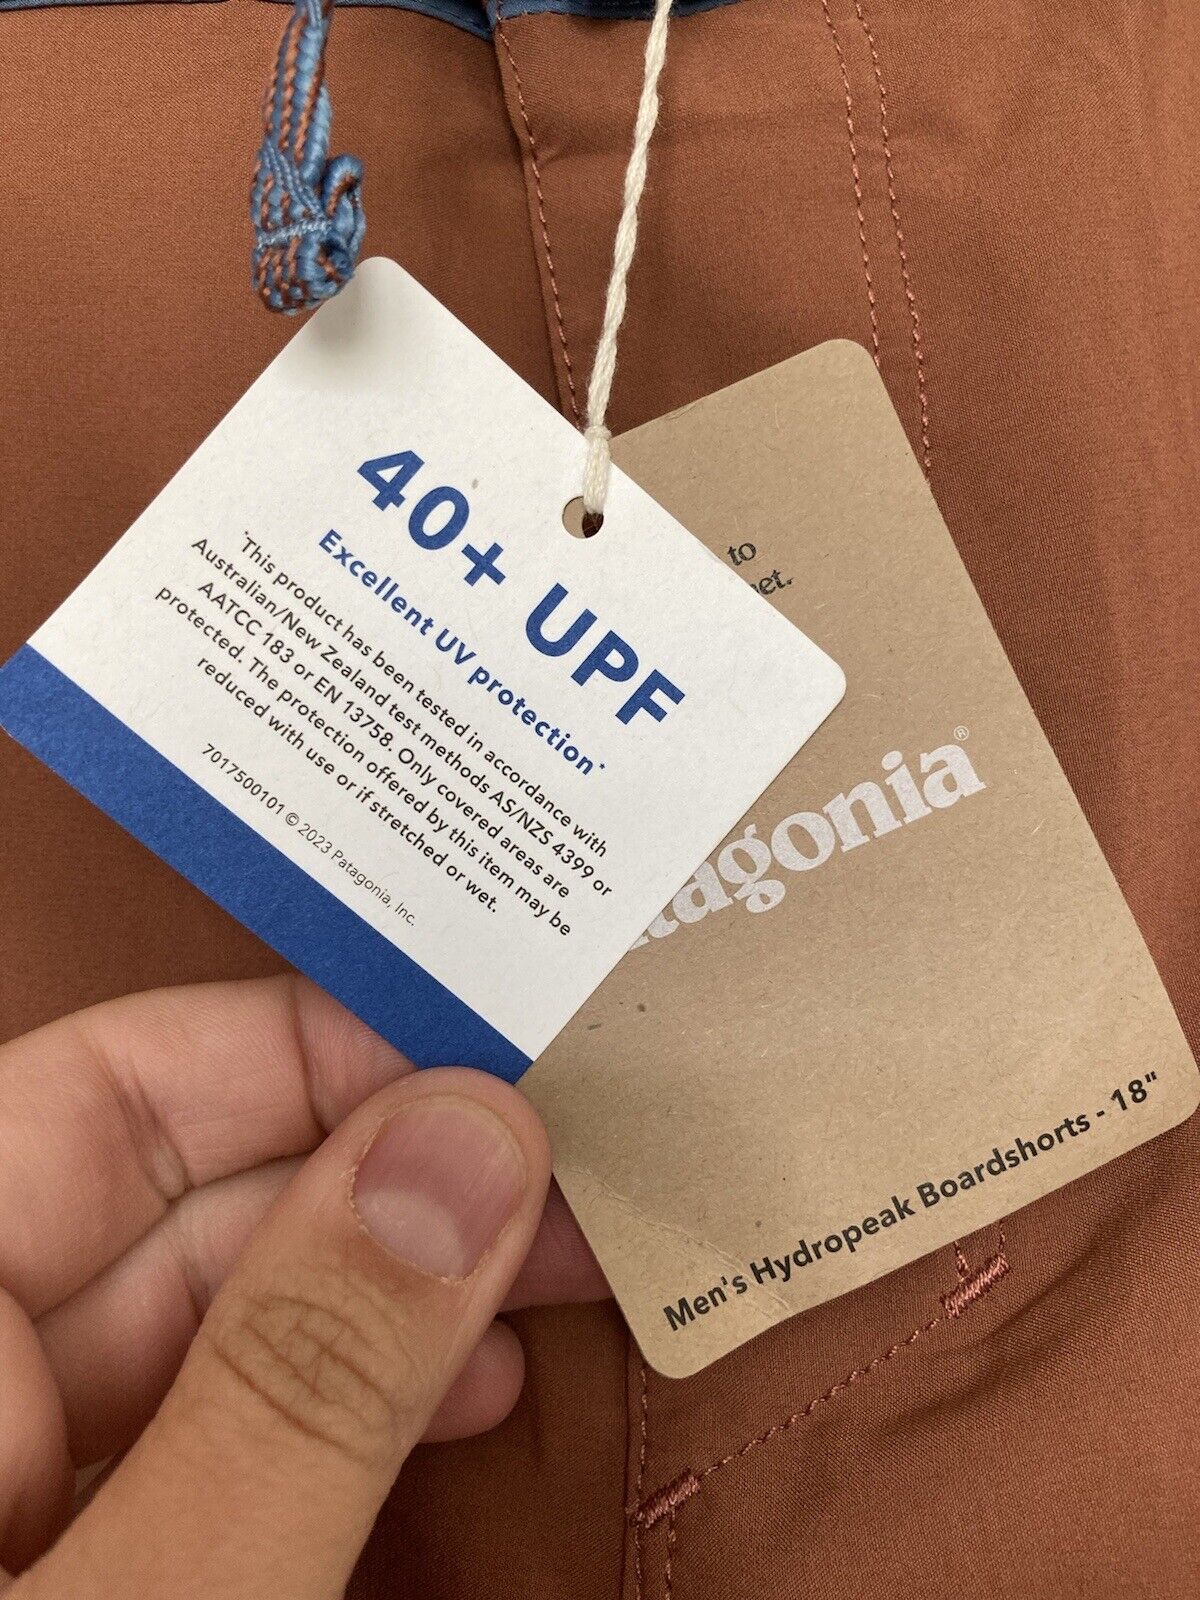 40+ UPF
Excellent UV protection*
*This product has been tested in accordance with
Australian/New Zealand test methods AS/NZS 4399 or
AATCC 183 or EN 13758. Only covered areas are
protected. The protection offered by this item may be
reduced with use or if stretched or wet.
7017500101 © 2023 Patagonia, Inc.
to
agonia®
Men's Hydropeak Boardshorts - 18"